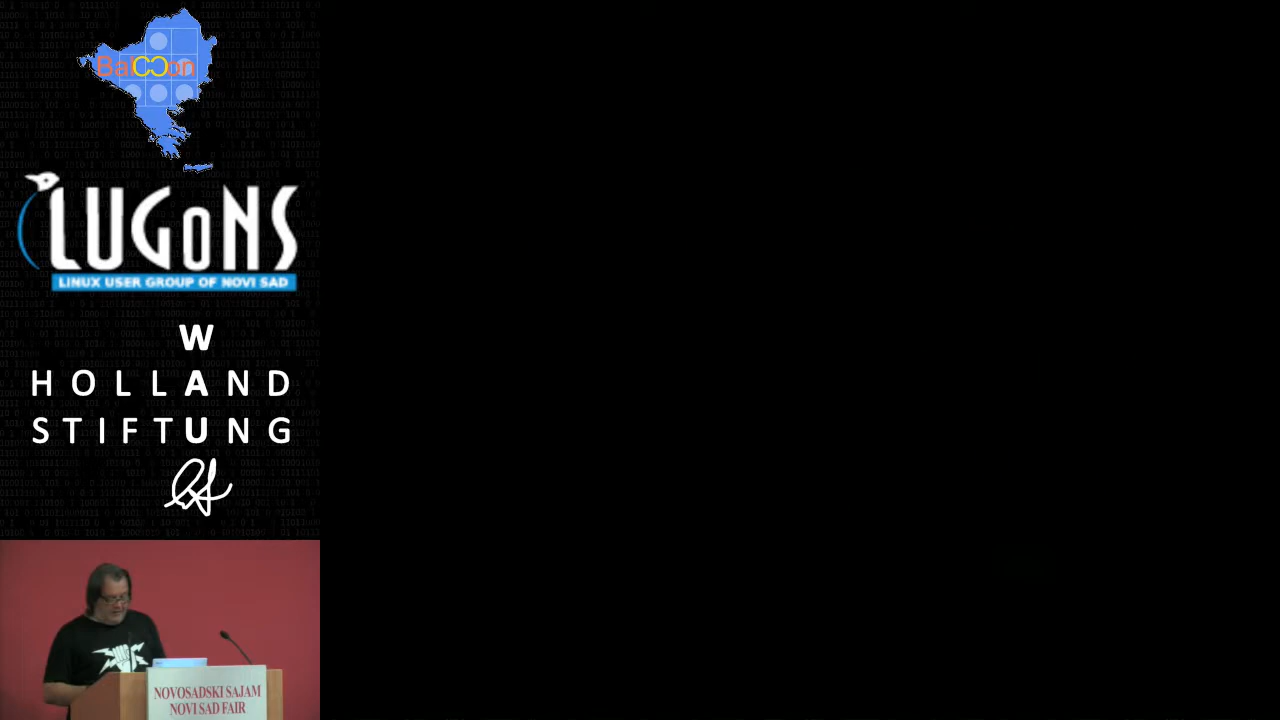 BalCCon
LUGoNS
LINUX USER GROUP OF NOVI SAD
W
HOLLAND
STIFTUNG
NOVOSADSKI SAJAM
NOVI SAD FAIR